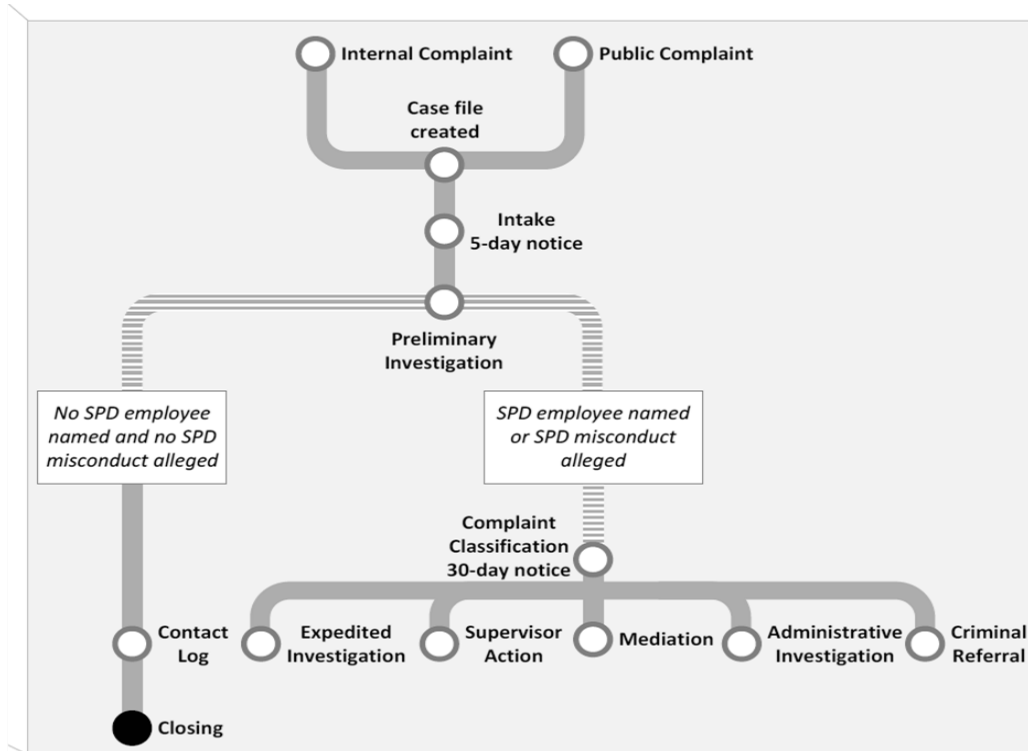 Internal Complaint
Public Complaint
Case file
created
Intake
5-day notice
Preliminary
Investigation
No SPD employee
named and no SPD
misconduct alleged
SPD employee named
or SPD misconduct
alleged
Complaint
Classification
30-day notice
Contact
Log
Expedited
Investigation
Supervisor
Action
Mediation
Administrative
Investigation
Criminal
Referral
Closing